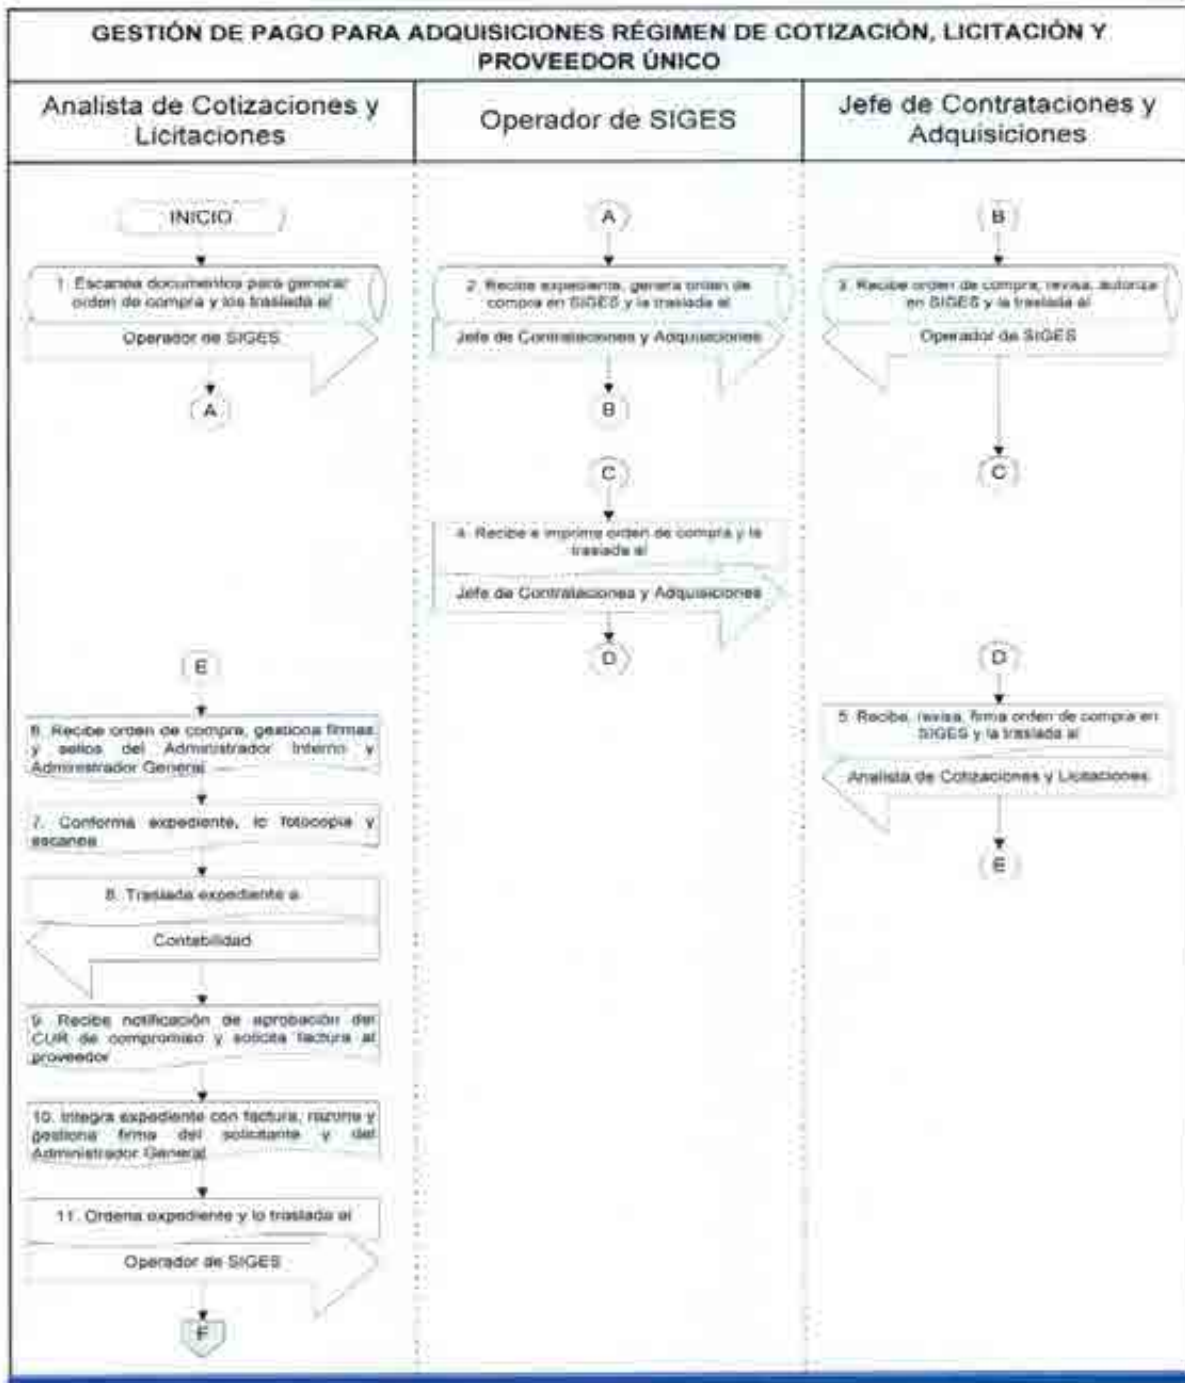 GESTIÓN DE PAGO PARA ADQUISICIONES RÉGIMEN DE COTIZACIÓN, LICITACIÓN Y
PROVEEDOR ÚNICO
Analista de Cotizaciones y
Licitaciones
Operador de SIGES
Jefe de Contrataciones y
Adquisiciones
INICIO
1. Escanea documentos para generar
orden de compra y los traslada al
Operador de SIGES
A
A
2. Recibe expediente, genera orden de
compra en SIGES y la traslada al
Jefe de Contrataciones y Adquisiciones
B
B
3. Recibe orden de compra, revisa, autoriza
en SIGES y la traslada al
Operador de SIGES
C
C
4. Recibe e imprime orden de compra y la
traslada al
Jefe de Contrataciones y Adquisiciones
D
D
5. Recibe, revisa, firma orden de compra en
SIGES y la traslada al
Analista de Cotizaciones y Licitaciones
E
E
6. Recibe orden de compra, gestiona firmas
y sellos del Administrador Interno y
Administrador General
7. Conforma expediente, lo fotocopia y
escanea
8. Traslada expediente a
Contabilidad
9. Recibe notificación de aprobación del
CUR de compromiso y solicita factura al
proveedor
10. Integra expediente con factura, razona y
gestiona firma del solicitante y del
Administrador General
11. Ordena expediente y lo traslada al
Operador de SIGES
F